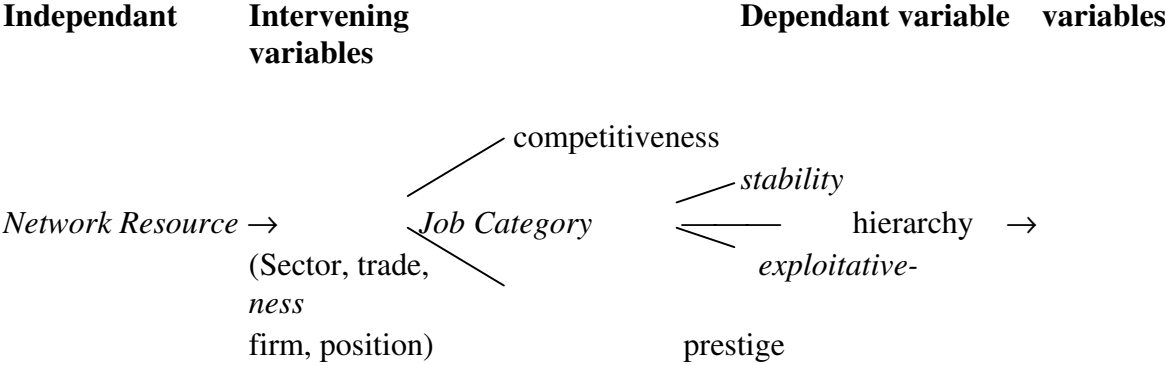 Independant Intervening Dependant variable variables
variables
competitiveness
stability
Network Resource → Job Category hierarchy →
(Sector, trade, exploitative-
ness
firm, position) prestige